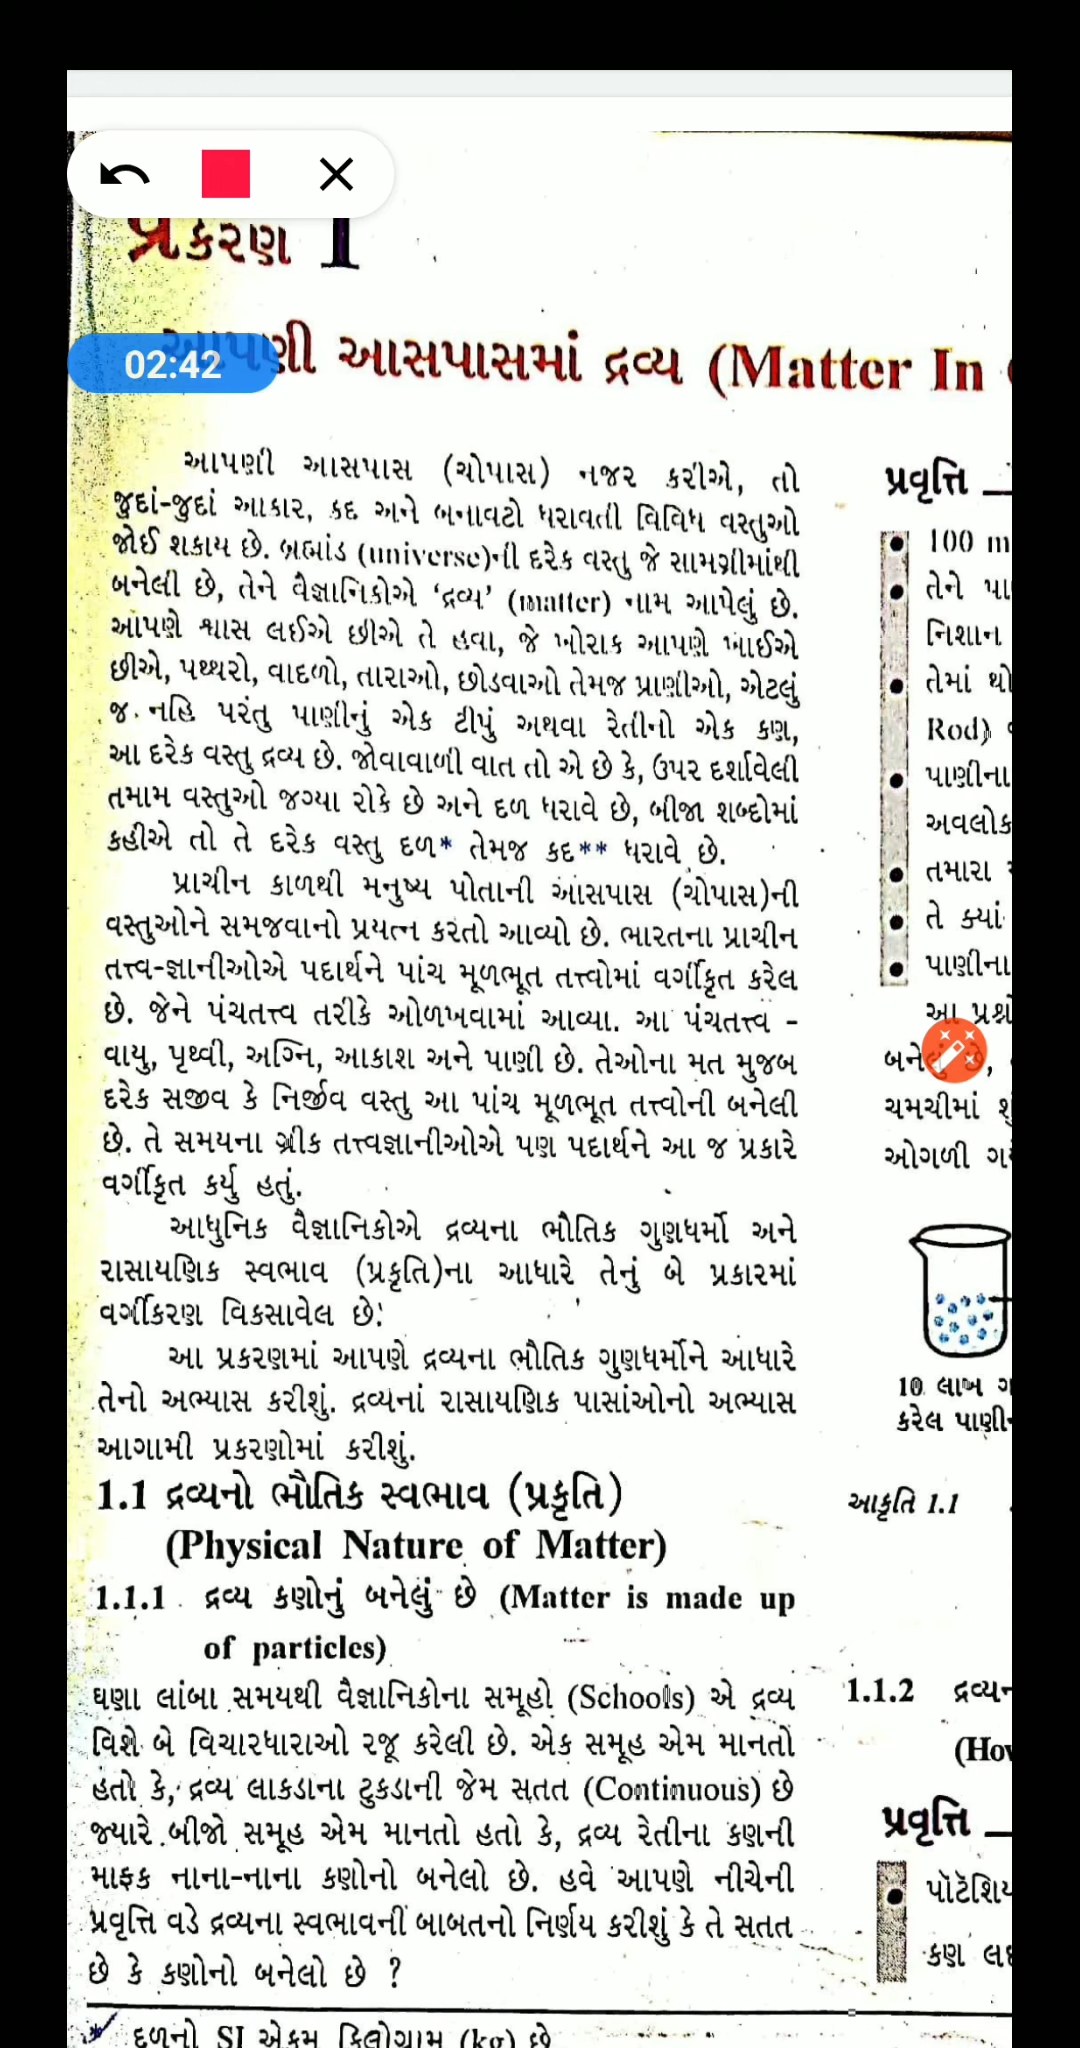 પ્રકરણ 1
02:42
આપણી આસપાસમાં દ્રવ્ય (Matter In
આપણી આસપાસ (ચોપાસ) નજર કરીએ, તો
જુદાં-જુદાં આકાર, કદ અને બનાવટો ધરાવતી વિવિધ વસ્તુઓ
જોઈ શકાય છે. બ્રહ્માંડ (universe)ની દરેક વસ્તુ જે સામગ્રીમાંથી
બનેલી છે, તેને વૈજ્ઞાનિકોએ ‘દ્રવ્ય’ (matter) નામ આપેલું છે.
આપણે શ્વાસ લઈએ છીએ તે હવા, જે ખોરાક આપણે ખાઈએ
છીએ, પથ્થરો, વાદળો, તારાઓ, છોડવાઓ તેમજ પ્રાણીઓ, એટલું
જ નહિ પરંતુ પાણીનું એક ટીપું અથવા રેતીનો એક કણ,
આ દરેક વસ્તુ દ્રવ્ય છે. જોવાવાળી વાત તો એ છે કે, ઉપર દર્શાવેલી
તમામ વસ્તુઓ જગ્યા રોકે છે અને દળ ધરાવે છે, બીજા શબ્દોમાં
કહીએ તો તે દરેક વસ્તુ દળ* તેમજ કદ** ધરાવે છે.
પ્રાચીન કાળથી મનુષ્ય પોતાની આસપાસ (ચોપાસ)ની
વસ્તુઓને સમજવાનો પ્રયત્ન કરતો આવ્યો છે. ભારતના પ્રાચીન
તત્ત્વ-જ્ઞાનીઓએ પદાર્થને પાંચ મૂળભૂત તત્ત્વોમાં વર્ગીકૃત કરેલ
છે. જેને પંચતત્ત્વ તરીકે ઓળખવામાં આવ્યા. આ પંચતત્ત્વ -
વાયુ, પૃથ્વી, અગ્નિ, આકાશ અને પાણી છે. તેઓના મત મુજબ
દરેક સજીવ કે નિર્જીવ વસ્તુ આ પાંચ મૂળભૂત તત્ત્વોની બનેલી
છે. તે સમયના ગ્રીક તત્ત્વજ્ઞાનીઓએ પણ પદાર્થને આ જ પ્રકારે
વર્ગીકૃત કર્યુ હતું.
આધુનિક વૈજ્ઞાનિકોએ દ્રવ્યના ભૌતિક ગુણધર્મો અને
રાસાયણિક સ્વભાવ (પ્રકૃતિ)ના આધારે તેનું બે પ્રકારમાં
વર્ગીકરણ વિકસાવેલ છે.
આ પ્રકરણમાં આપણે દ્રવ્યના ભૌતિક ગુણધર્મોને આધારે
તેનો અભ્યાસ કરીશું. દ્રવ્યનાં રાસાયણિક પાસાંઓનો અભ્યાસ
આગામી પ્રકરણોમાં કરીશું.
1.1 દ્રવ્યનો ભૌતિક સ્વભાવ (પ્રકૃતિ)
(Physical Nature of Matter)
1.1.1 દ્રવ્ય કણોનું બનેલું છે (Matter is made up
of particles)
ઘણા લાંબા સમયથી વૈજ્ઞાનિકોના સમૂહો (Schools) એ દ્રવ્ય
વિશે બે વિચારધારાઓ રજૂ કરેલી છે. એક સમૂહ એમ માનતો
હતો કે, દ્રવ્ય લાકડાના ટુકડાની જેમ સતત (Continuous) છે
જ્યારે બીજો સમૂહ એમ માનતો હતો કે, દ્રવ્ય રેતીના કણની
માફક નાના-નાના કણોનો બનેલો છે. હવે આપણે નીચેની
પ્રવૃત્તિ વડે દ્રવ્યના સ્વભાવની બાબતનો નિર્ણય કરીશું કે તે સતત
છે કે કણોનો બનેલો છે ?
* દળનો SI એકમ કિલોગ્રામ (kg) છે
પ્રવૃત્તિ
● 100 m
● તેને પા
નિશાન
● તેમાં થો
Rod)
● પાણીના
અવલોક
● તમારા
● તે ક્યાં
● પાણીના
આ પ્રશ્નો
ચમચીમાં શું
ઓગળી ગ
10 લાખ
કરેલ પાણી
આકૃતિ 1.1
1.1.2 દ્રવ્ય
(How
પ્રવૃત્તિ
● પૉટૅશિય
કણ લ